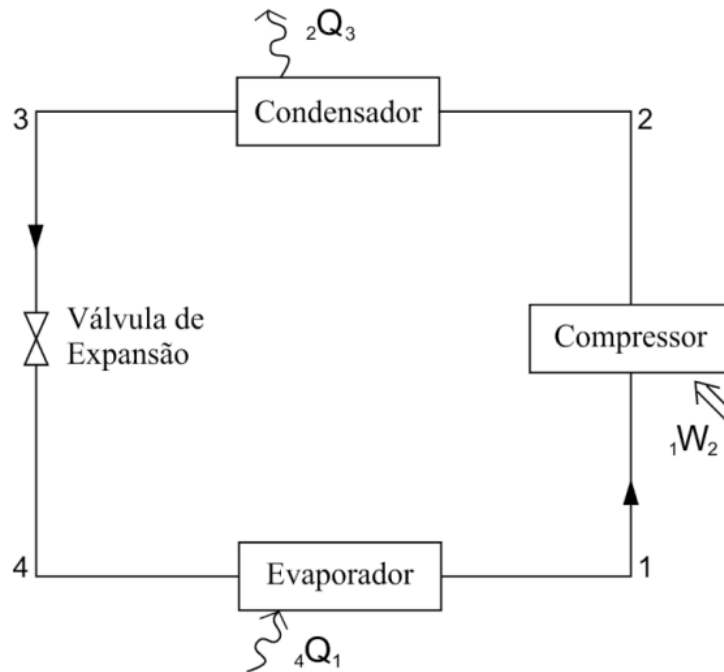 ₂Q₃
3
Condensador
2
Válvula de
Expansão
Compressor
₁W₂
4
Evaporador
1
₄Q₁